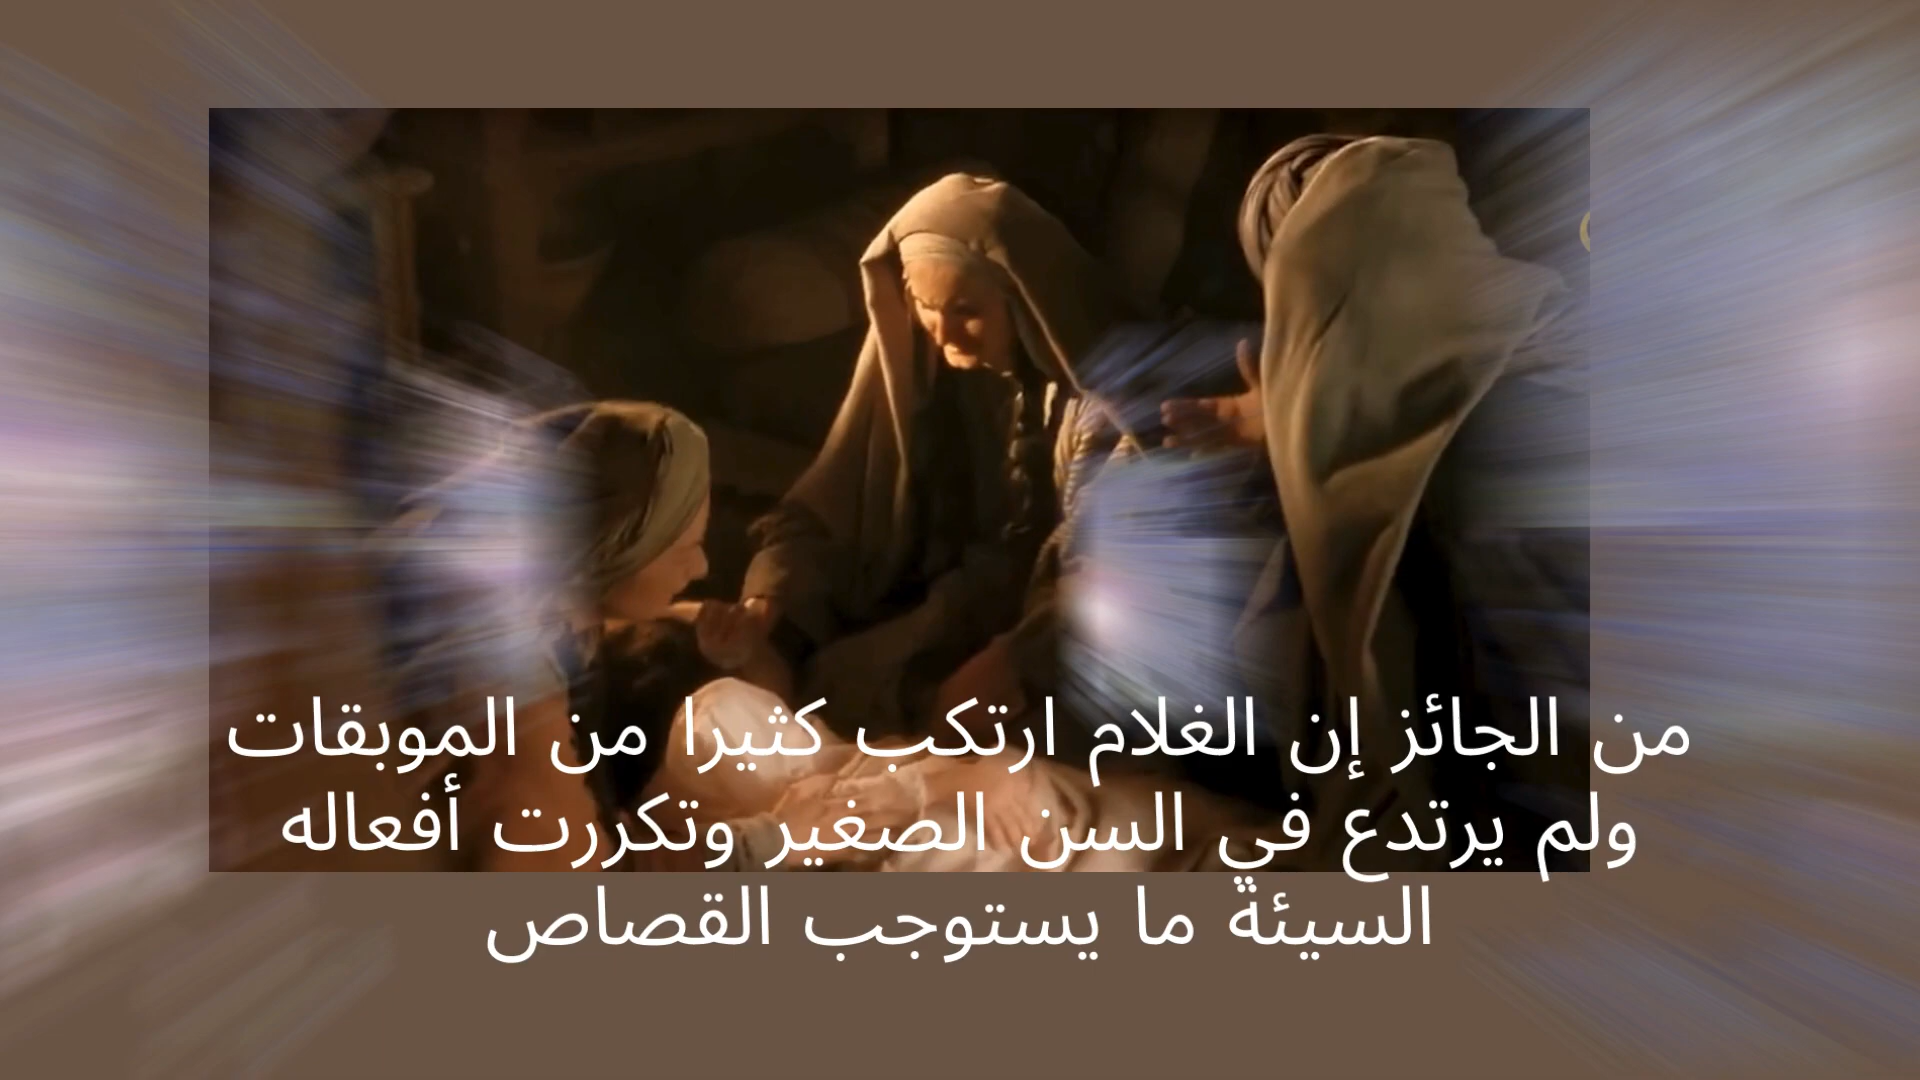 من الجائز إن الغلام ارتكب كثيرا من الموبقات
ولم يرتدع في السن الصغير وتكررت أفعاله
السيئة ما يستوجب القصاص